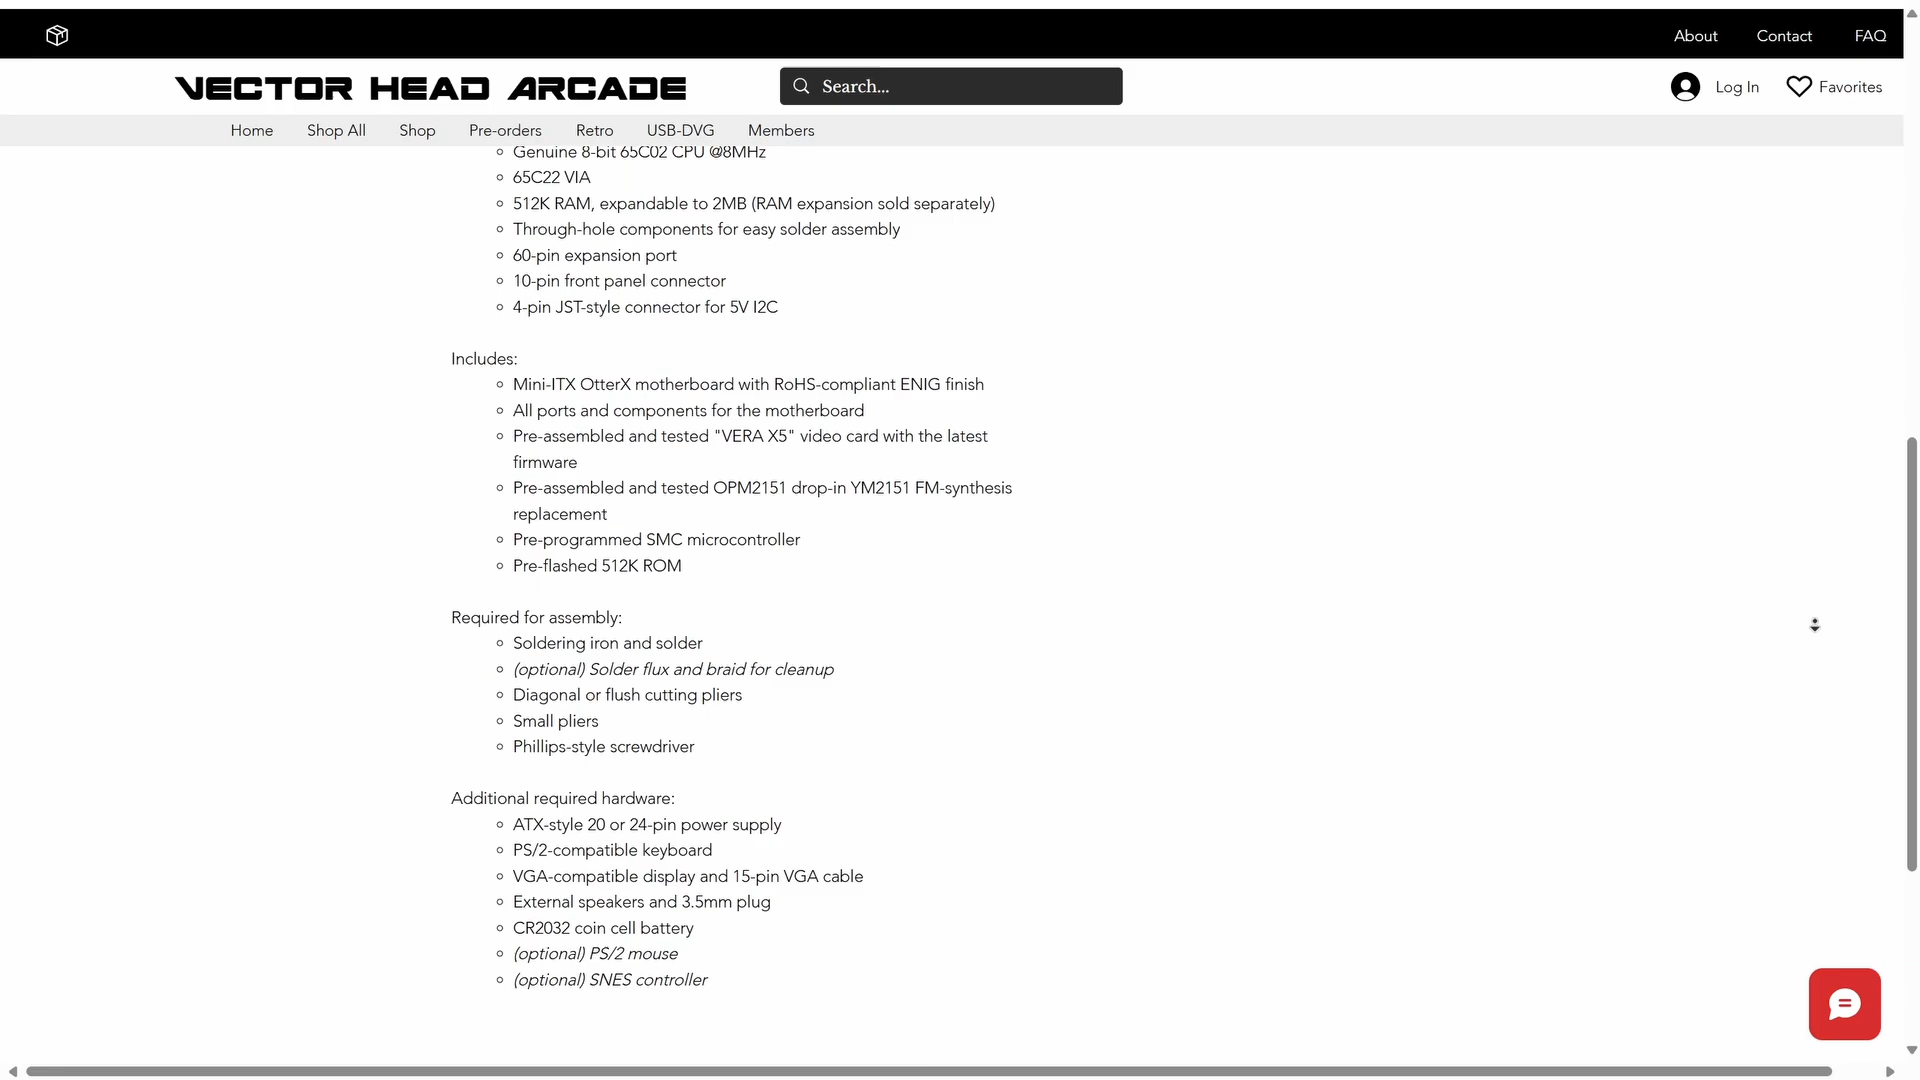 About
Contact
FAQ
VECTOR HEAD ARCADE
Search...
Log In
Favorites
Home
Shop All
Shop
Pre-orders
Retro
USB-DVG
Members
Genuine 8-bit 65C02 CPU @8MHz
65C22 VIA
512K RAM, expandable to 2MB (RAM expansion sold separately)
Through-hole components for easy solder assembly
60-pin expansion port
10-pin front panel connector
4-pin JST-style connector for 5V I2C
Includes:
Mini-ITX OtterX motherboard with RoHS-compliant ENIG finish
All ports and components for the motherboard
Pre-assembled and tested "VERA X5" video card with the latest
firmware
Pre-assembled and tested OPM2151 drop-in YM2151 FM-synthesis
replacement
Pre-programmed SMC microcontroller
Pre-flashed 512K ROM
Required for assembly:
Soldering iron and solder
(optional) Solder flux and braid for cleanup
Diagonal or flush cutting pliers
Small pliers
Phillips-style screwdriver
Additional required hardware:
ATX-style 20 or 24-pin power supply
PS/2-compatible keyboard
VGA-compatible display and 15-pin VGA cable
External speakers and 3.5mm plug
CR2032 coin cell battery
(optional) PS/2 mouse
(optional) SNES controller